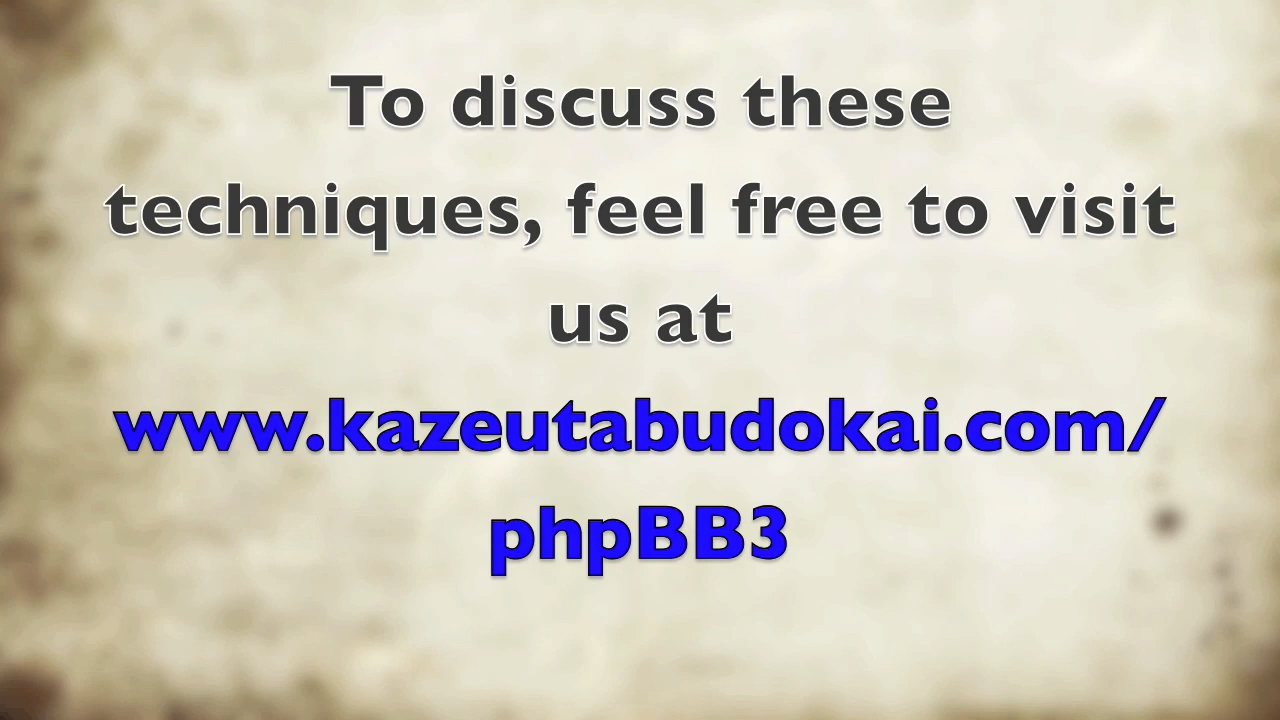 To discuss these
techniques, feel free to visit
us at
www.kazeutabudokai.com/
phpBB3